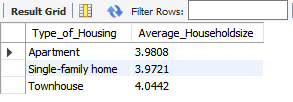 Result Grid Filter Rows:
Type_of_Housing Average_Householdsize
Apartment 3.9808
Single-family home 3.9721
Townhouse 4.0442